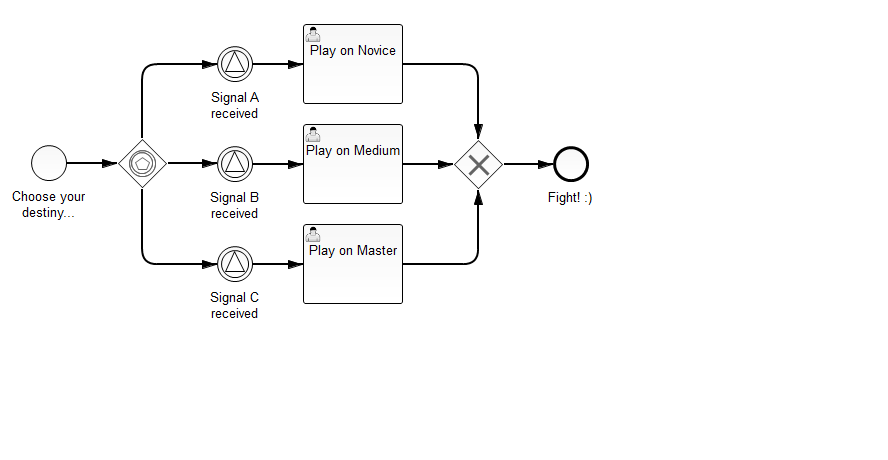 Play on Novice
Signal A
received
Play on Medium
Choose your
destiny...
Signal B
received
Fight! :)
Play on Master
Signal C
received